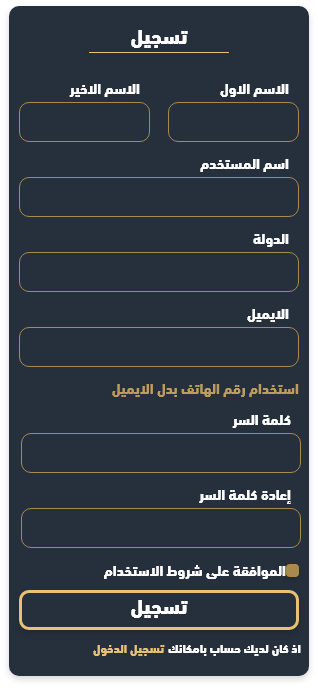 تسجيل
الاسم الاول
الاسم الاخير
اسم المستخدم
الدولة
الايميل
استخدام رقم الهاتف بدل الايميل
كلمة السر
إعادة كلمة السر
الموافقة على شروط الاستخدام
تسجيل
اذ كان لديك حساب بامكانك تسجيل الدخول